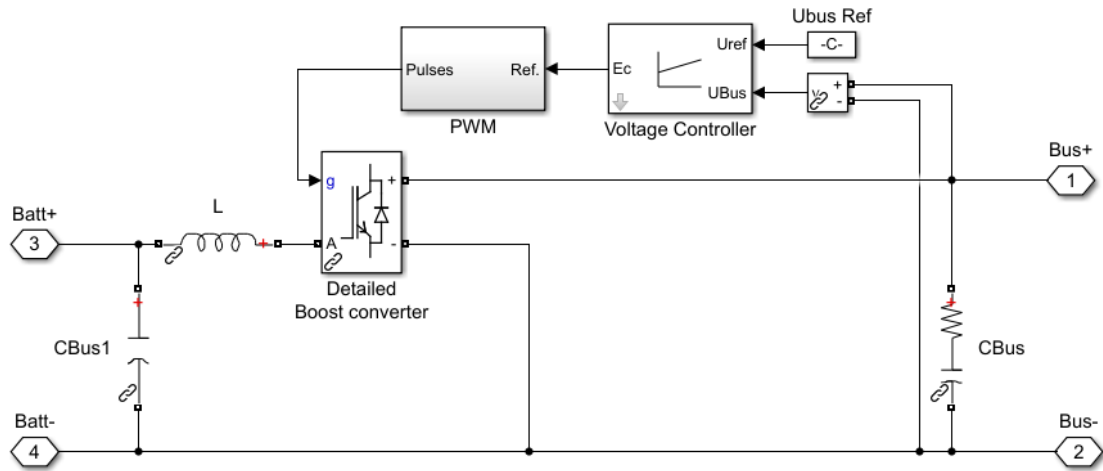 Ubus Ref
-C-
Uref
Ec
UBus
Voltage Controller
Pulses
Ref.
PWM
v
+
-
Bus+
1
g
+
A
-
Detailed
Boost converter
L
Batt+
3
+
+
CBus1
+
CBus
Batt-
4
Bus-
2